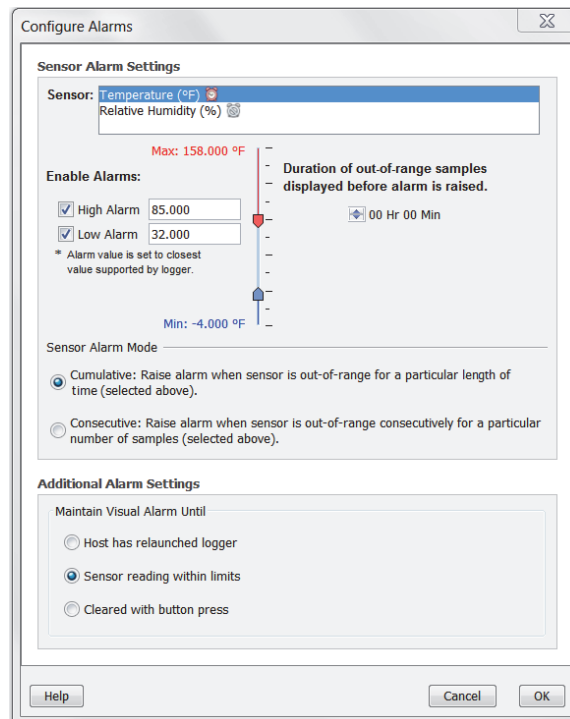 Configure Alarms
Sensor Alarm Settings
Sensor: Temperature (°F)
Relative Humidity (%)
Max: 158.000 °F
Enable Alarms:
Duration of out-of-range samples
displayed before alarm is raised.
High Alarm 85.000
00 Hr 00 Min
Low Alarm 32.000
* Alarm value is set to closest
value supported by logger.
Min: -4.000 °F
Sensor Alarm Mode
Cumulative: Raise alarm when sensor is out-of-range for a particular length of
time (selected above).
Consecutive: Raise alarm when sensor is out-of-range consecutively for a particular
number of samples (selected above).
Additional Alarm Settings
Maintain Visual Alarm Until
Host has relaunched logger
Sensor reading within limits
Cleared with button press
Help Cancel OK